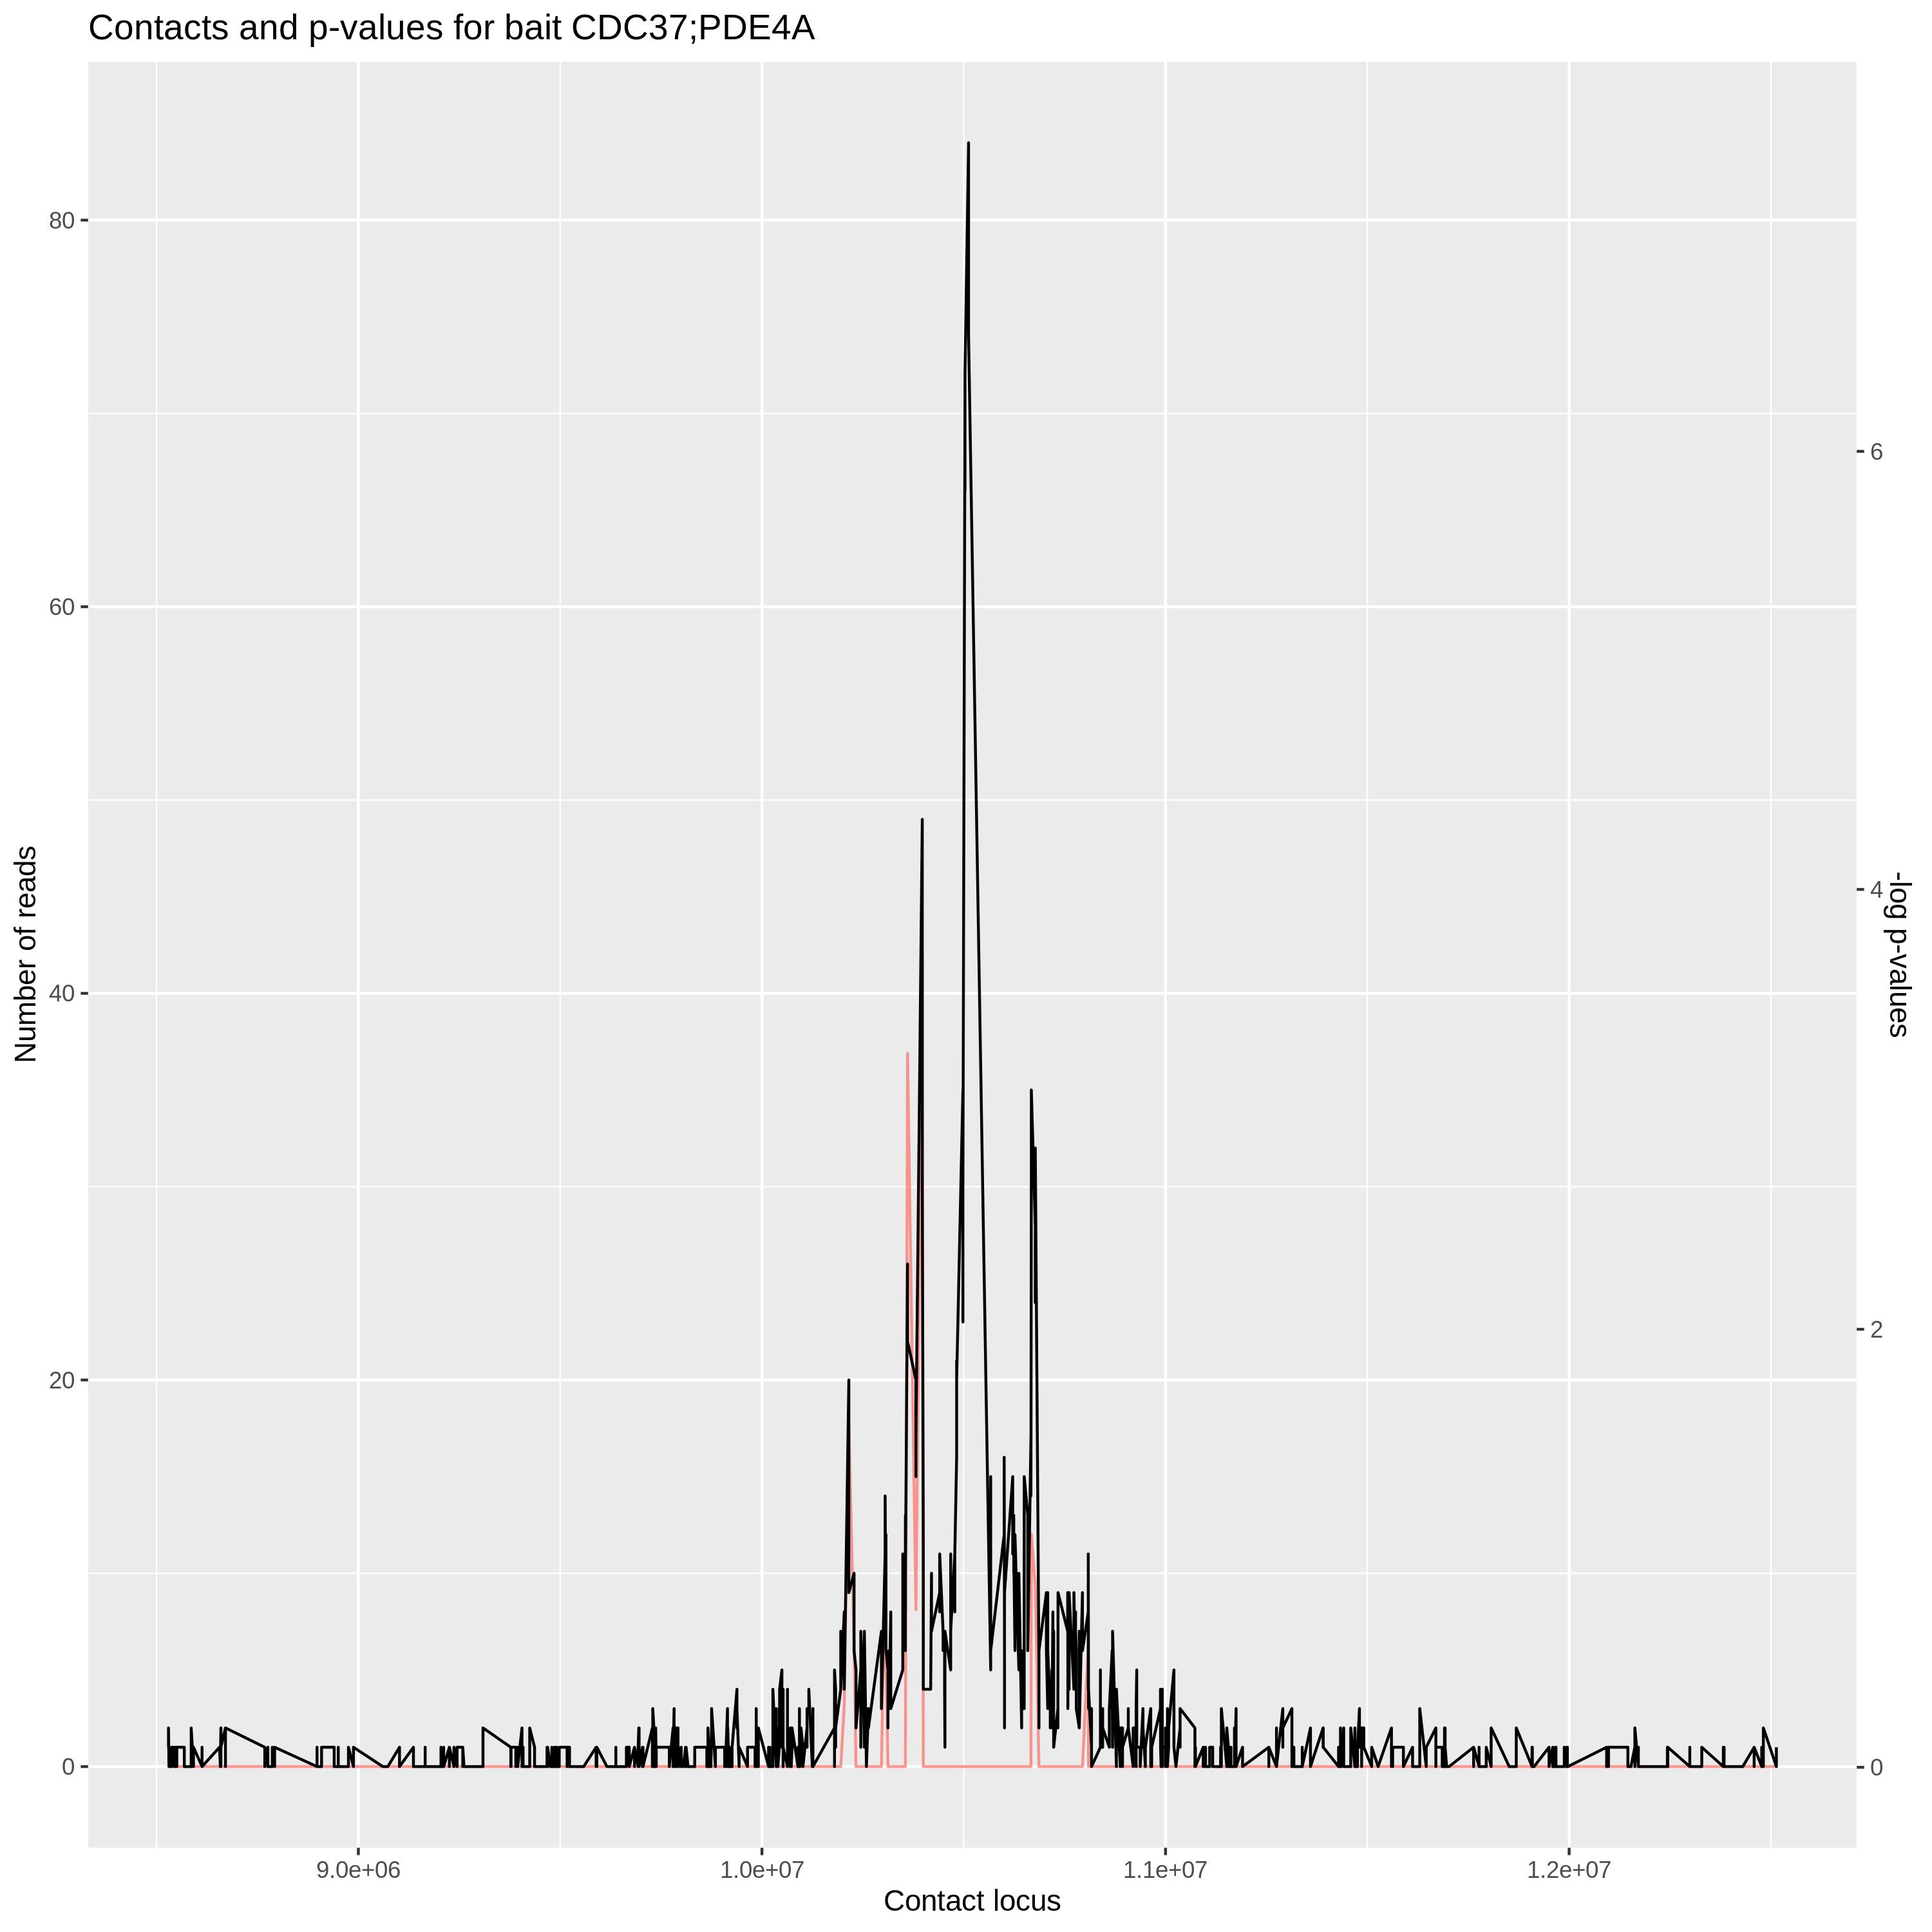 Contacts and p-values for bait CDC37;PDE4A
80
60
40
20
0
Number of reads
6
4
2
0
-log p-values
9.0e+06
1.0e+07
1.1e+07
1.2e+07
Contact locus